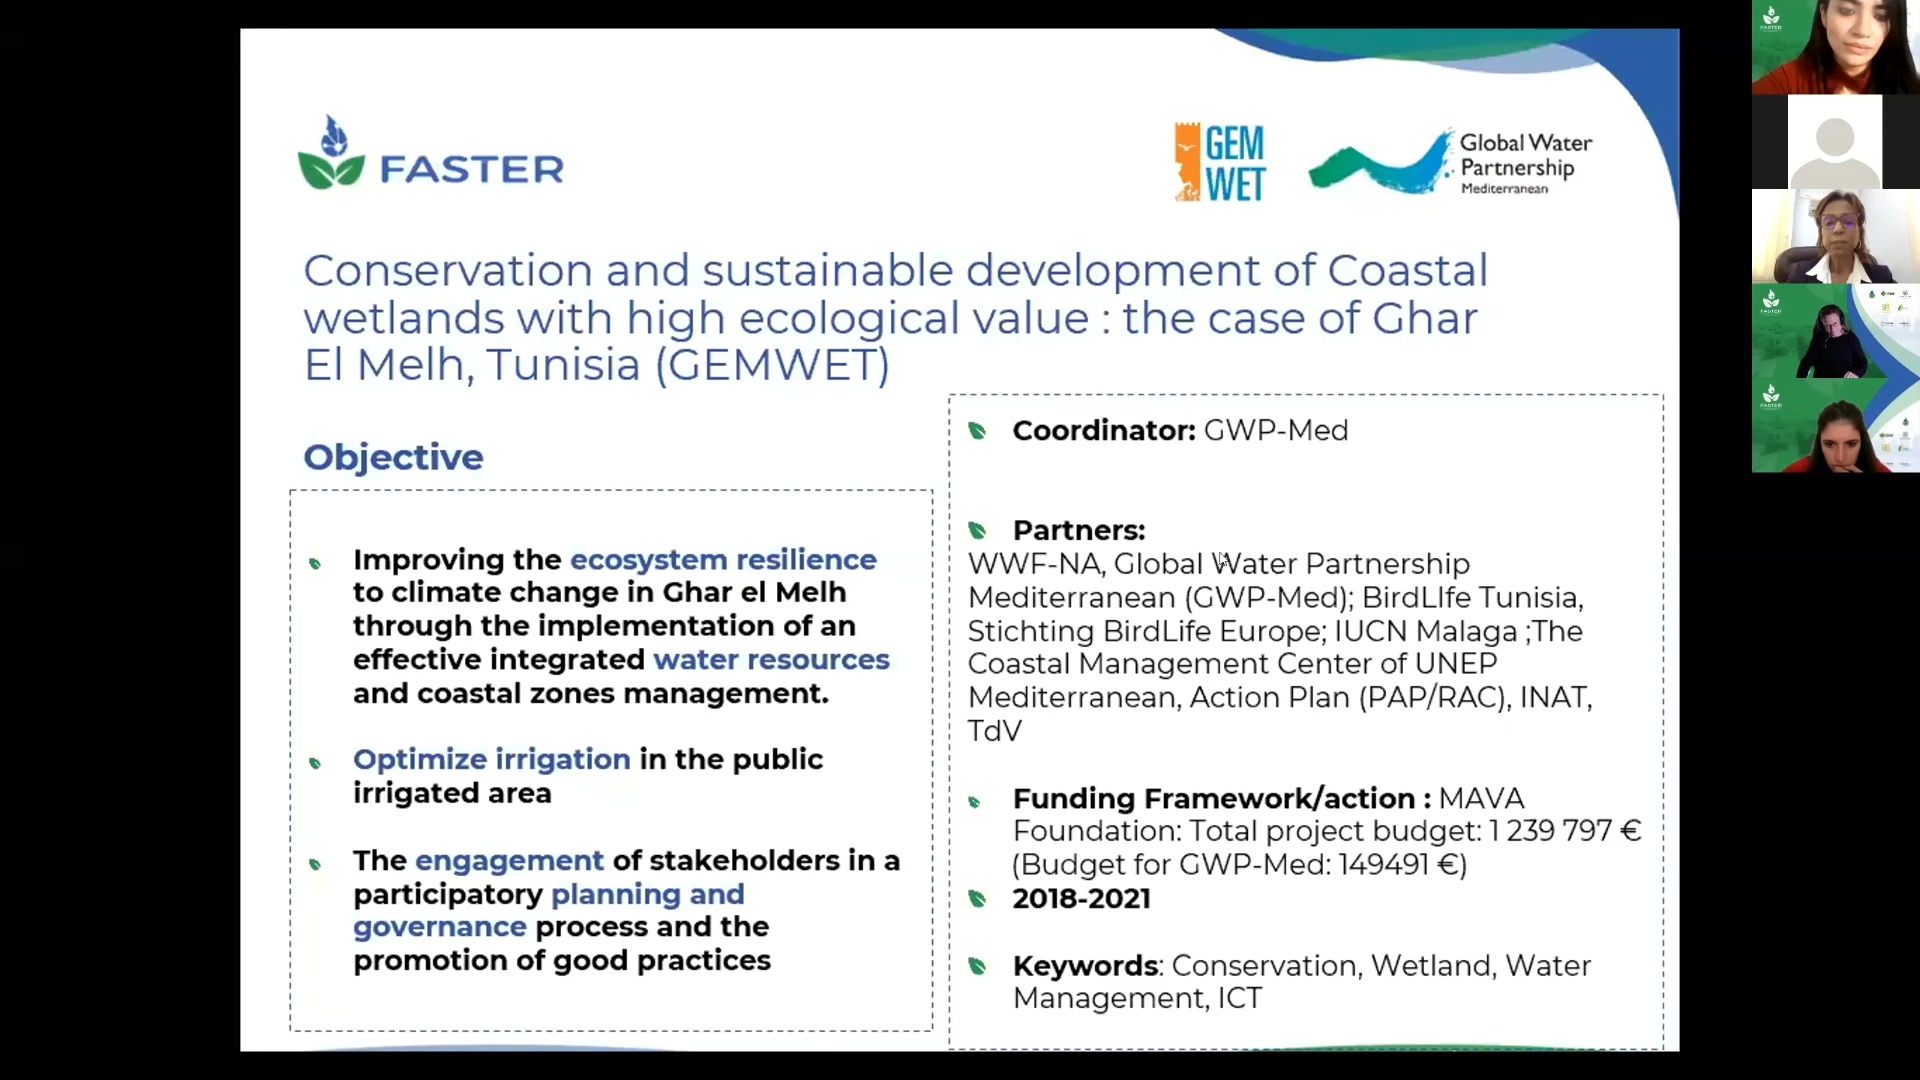 FASTER
GEM
WET
Global Water
Partnership
Mediterranean
Conservation and sustainable development of Coastal
wetlands with high ecological value : the case of Ghar
El Melh, Tunisia (GEMWET)
Objective
Improving the ecosystem resilience
to climate change in Ghar el Melh
through the implementation of an
effective integrated water resources
and coastal zones management.
Optimize irrigation in the public
irrigated area
The engagement of stakeholders in a
participatory planning and
governance process and the
promotion of good practices
Coordinator: GWP-Med
Partners:
WWF-NA, Global Water Partnership
Mediterranean (GWP-Med); BirdLIfe Tunisia,
Stichting BirdLife Europe; IUCN Malaga ;The
Coastal Management Center of UNEP
Mediterranean, Action Plan (PAP/RAC), INAT,
TdV
Funding Framework/action : MAVA
Foundation: Total project budget: 1 239 797 €
(Budget for GWP-Med: 149491 €)
2018-2021
Keywords: Conservation, Wetland, Water
Management, ICT
FASTER
FASTER
FASTER